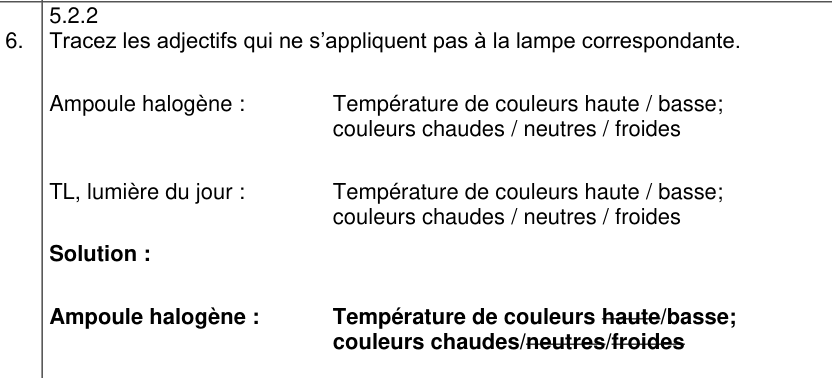 5.2.2
6. Tracez les adjectifs qui ne s'appliquent pas à la lampe correspondante.
Ampoule halogène : Température de couleurs haute / basse;
couleurs chaudes / neutres / froides
TL, lumière du jour : Température de couleurs haute / basse;
couleurs chaudes / neutres / froides
Solution :
Ampoule halogène : Température de couleurs haute/basse;
couleurs chaudes/neutres/froides